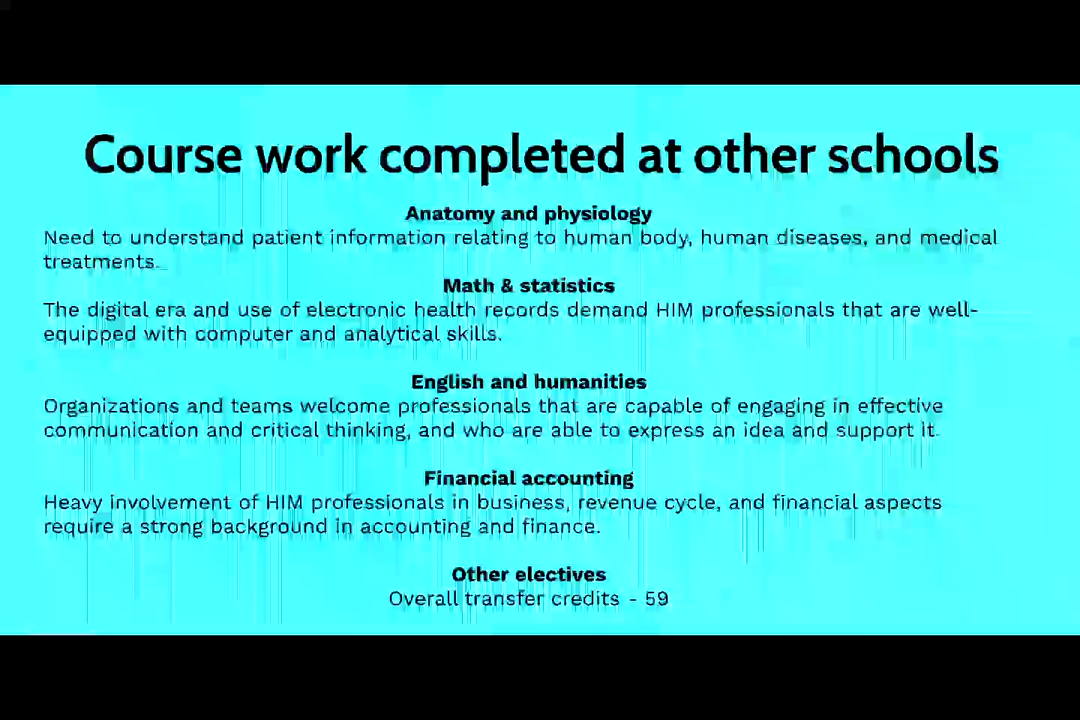 Course work completed at other schools
Anatomy and physiology
Need to understand patient information relating to human body, human diseases, and medical
treatments.
Math & statistics
The digital era and use of electronic health records demand HIM professionals that are well-
equipped with computer and analytical skills.
English and humanities
Organizations and teams welcome professionals that are capable of engaging in effective
communication and critical thinking, and who are able to express an idea and support it.
Financial accounting
Heavy involvement of HIM professionals in business, revenue cycle, and financial aspects
require a strong background in accounting and finance.
Other electives
Overall transfer credits - 59